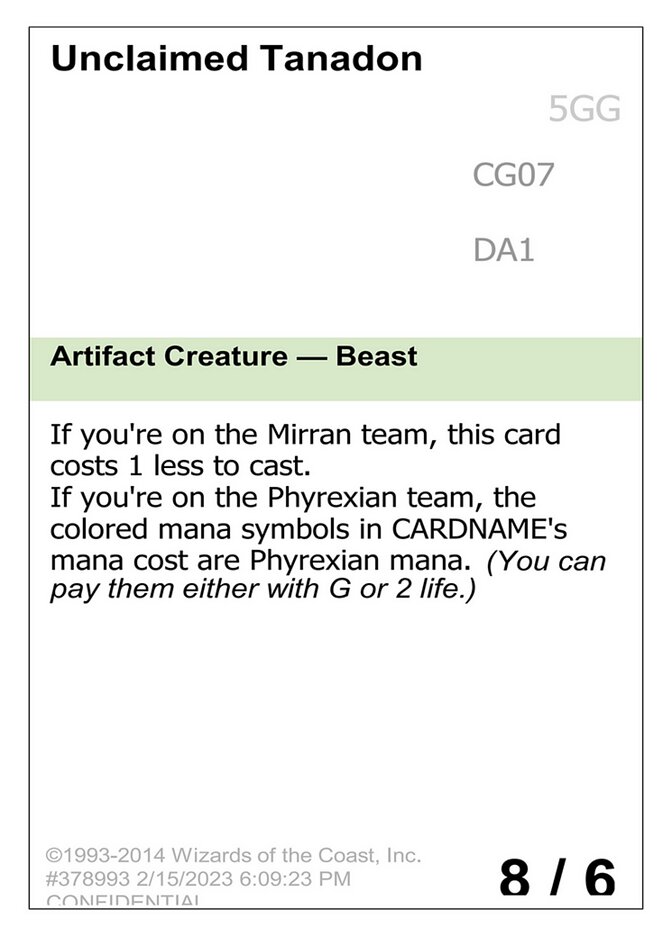 Unclaimed Tanadon
5GG
CG07
DA1
Artifact Creature — Beast
If you're on the Mirran team, this card
costs 1 less to cast.
If you're on the Phyrexian team, the
colored mana symbols in CARDNAME's
mana cost are Phyrexian mana. (You can
pay them either with G or 2 life.)
©1993-2014 Wizards of the Coast, Inc.
#378993 2/15/2023 6:09:23 PM
CONFIDENTIAL
8 / 6